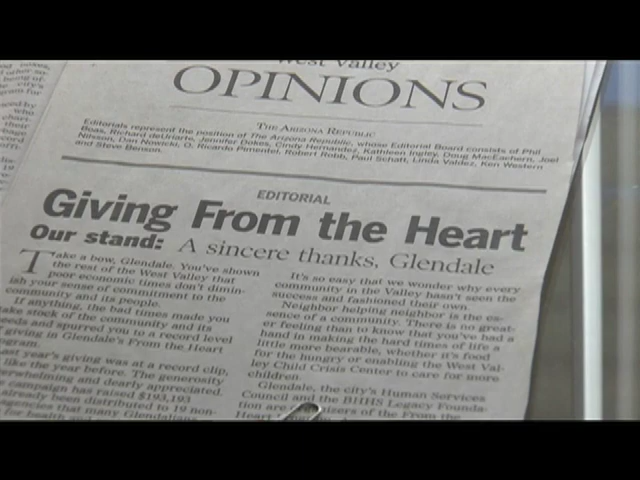 West Valley
OPINIONS
THE ARIZONA REPUBLIC
Editorials represent the position of The Arizona Republic, whose Editorial Board consists of Phil
Boas, Richard deUriarte, Jennifer Dokes, Cindy Hernandez, Kathleen Ingley, Doug MacEachern, Joel
Nilsson, Dan Nowicki, O. Ricardo Pimentel, Robert Robb, Paul Schatt, Linda Valdez, Ken Western
and Steve Benson.
EDITORIAL
Giving From the Heart
Our stand: A sincere thanks, Glendale
Take a bow, Glendale. You've shown
the rest of the West Valley that
poor economic times don't dimin-
ish your sense of commitment to the
community and its people.
If anything, the bad times made you
take stock of the community and its
needs and spurred you to a record level
of giving in Glendale's From the Heart
program.
last year's giving was at a record clip,
like the year before. The generosity
overwhelming and dearly appreciated.
campaign has raised $193,193
already been distributed to 19 non-
agencies that many Glendalians
for health and
It's so easy that we wonder why every
community in the Valley hasn't seen the
success and fashioned their own.
Neighbor helping neighbor is the es-
sence of a community. There is no great-
er feeling than to know that you've had a
hand in making the hard times of life a
little more bearable, whether it's food
for the hungry or enabling the West Val-
ley Child Crisis Center to care for more
children.
Glendale, the city's Human Services
Council and the BHHS Legacy Founda-
tion are organizers of the From the
Heart